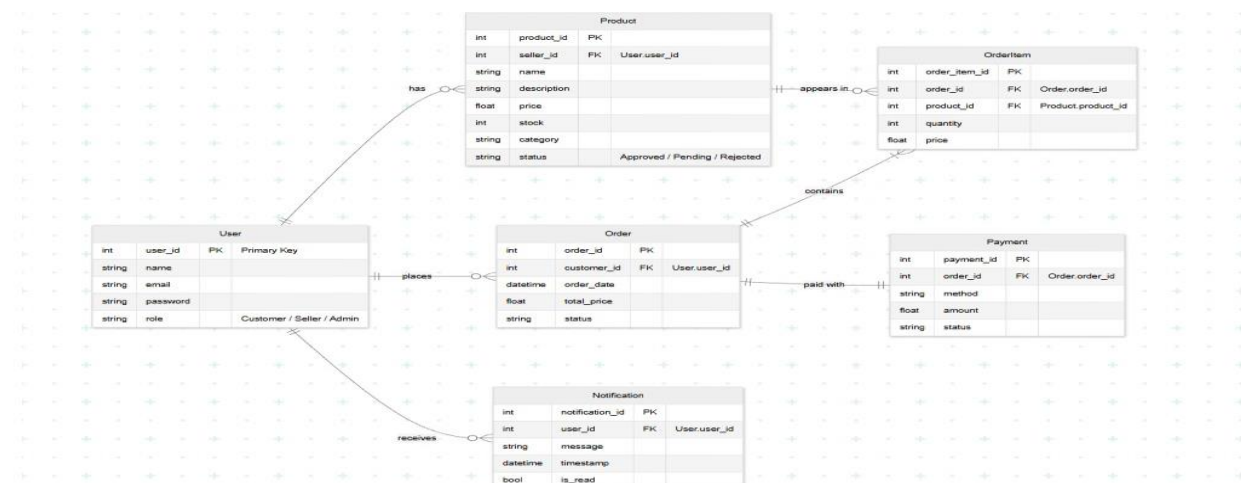 Product
int product_id PK
int seller_id FK User.user_id
string name
string description
float price
int stock
string category
string status Approved / Pending / Rejected
has
appears in
OrderItem
int order_item_id PK
int order_id FK Order.order_id
int product_id FK Product.product_id
int quantity
float price
contains
User
int user_id PK Primary Key
string name
string email
string password
string role Customer / Seller / Admin
places
Order
int order_id PK
int customer_id FK User.user_id
datetime order_date
float total_price
string status
paid with
Payment
int payment_id PK
int order_id FK Order.order_id
string method
float amount
string status
receives
Notification
int notification_id PK
int user_id FK User.user_id
string message
datetime timestamp
bool is_read